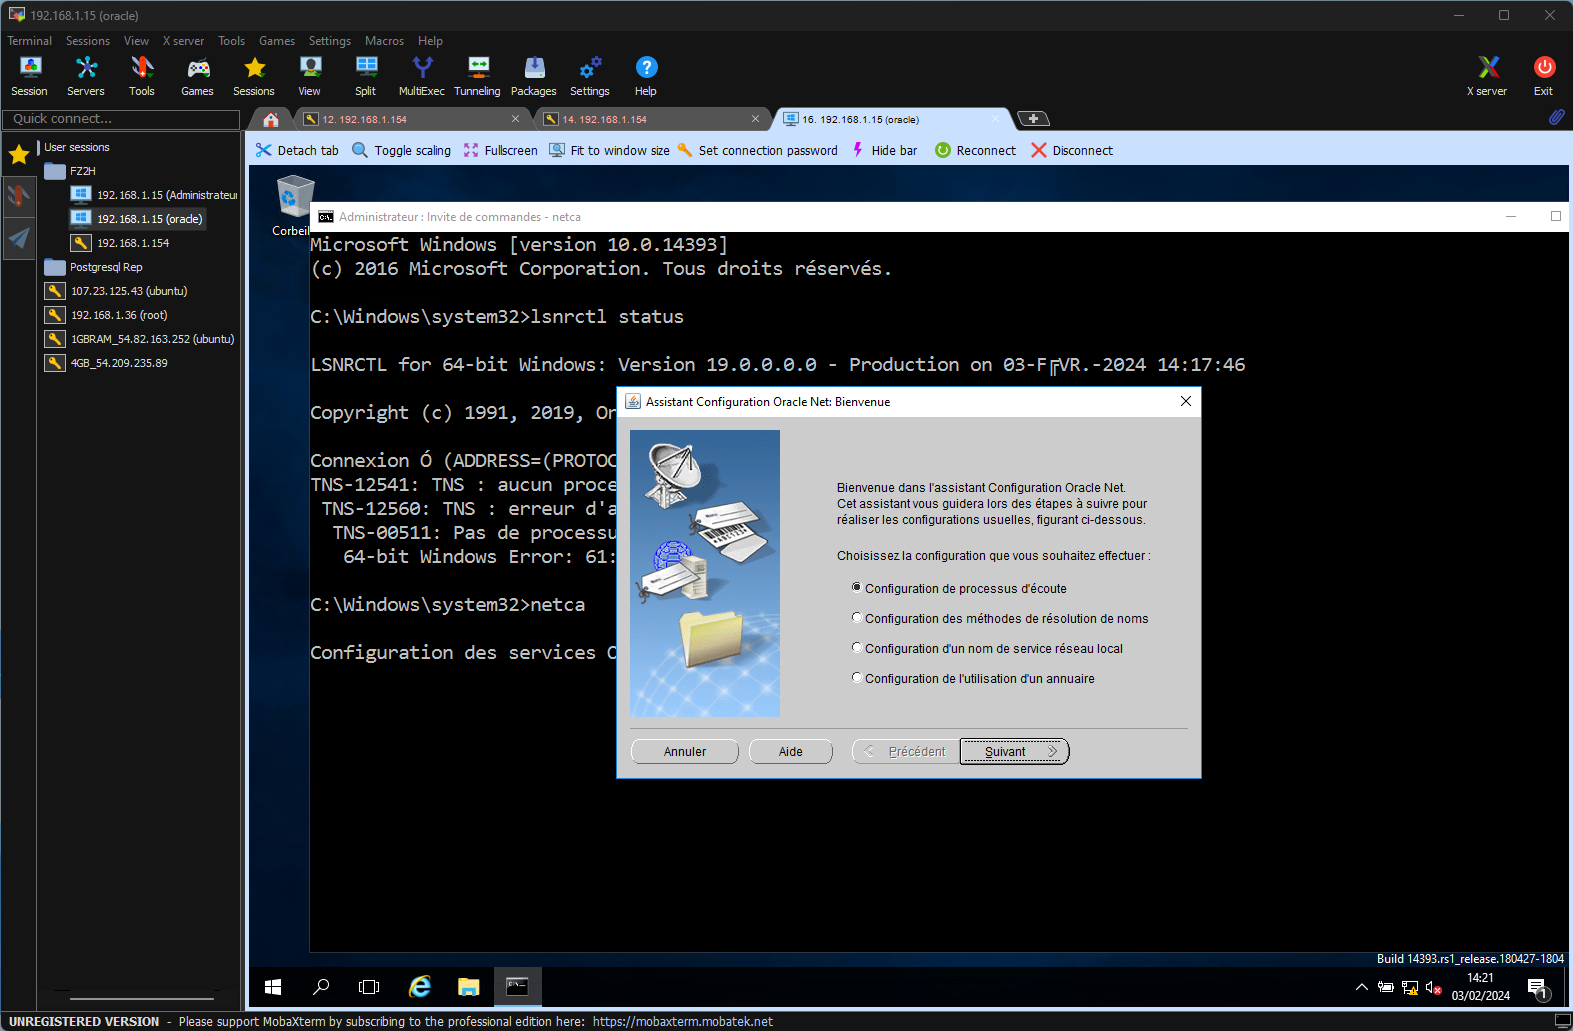 192.168.1.15 (oracle)
Terminal Sessions View X server Tools Games Settings Macros Help
Session Servers Tools Games Sessions View Split MultiExec Tunneling Packages Settings Help X server Exit
Quick connect...
12. 192.168.1.154
14. 192.168.1.154
16. 192.168.1.15 (oracle)
Detach tab Toggle scaling Fullscreen Fit to window size Set connection password Hide bar Reconnect Disconnect
User sessions
FZ2H
192.168.1.15 (Administrateur
192.168.1.15 (oracle)
192.168.1.154
Postgresql Rep
107.23.125.43 (ubuntu)
192.168.1.36 (root)
1GBRAM_54.82.163.252 (ubuntu)
4GB_54.209.235.89
Corbeil
Administrateur : Invite de commandes - netca
Microsoft Windows [version 10.0.14393]
(c) 2016 Microsoft Corporation. Tous droits réservés.
C:\Windows\system32>lsnrctl status
LSNRCTL for 64-bit Windows: Version 19.0.0.0.0 - Production on 03-F╔VR.-2024 14:17:46
Copyright (c) 1991, 2019, Or
Connexion Ó (ADDRESS=(PROTOC
TNS-12541: TNS : aucun proce
TNS-12560: TNS : erreur d'a
TNS-00511: Pas de processu
64-bit Windows Error: 61:
C:\Windows\system32>netca
Configuration des services O
Assistant Configuration Oracle Net: Bienvenue
Bienvenue dans l'assistant Configuration Oracle Net.
Cet assistant vous guidera lors des étapes à suivre pour
réaliser les configurations usuelles, figurant ci-dessous.
Choisissez la configuration que vous souhaitez effectuer :
Configuration de processus d'écoute
Configuration des méthodes de résolution de noms
Configuration d'un nom de service réseau local
Configuration de l'utilisation d'un annuaire
Annuler Aide Précédent Suivant
Build 14393.rs1_release.180427-1804
14:21
03/02/2024
1
UNREGISTERED VERSION - Please support MobaXterm by subscribing to the professional edition here: https://mobaxterm.mobatek.net